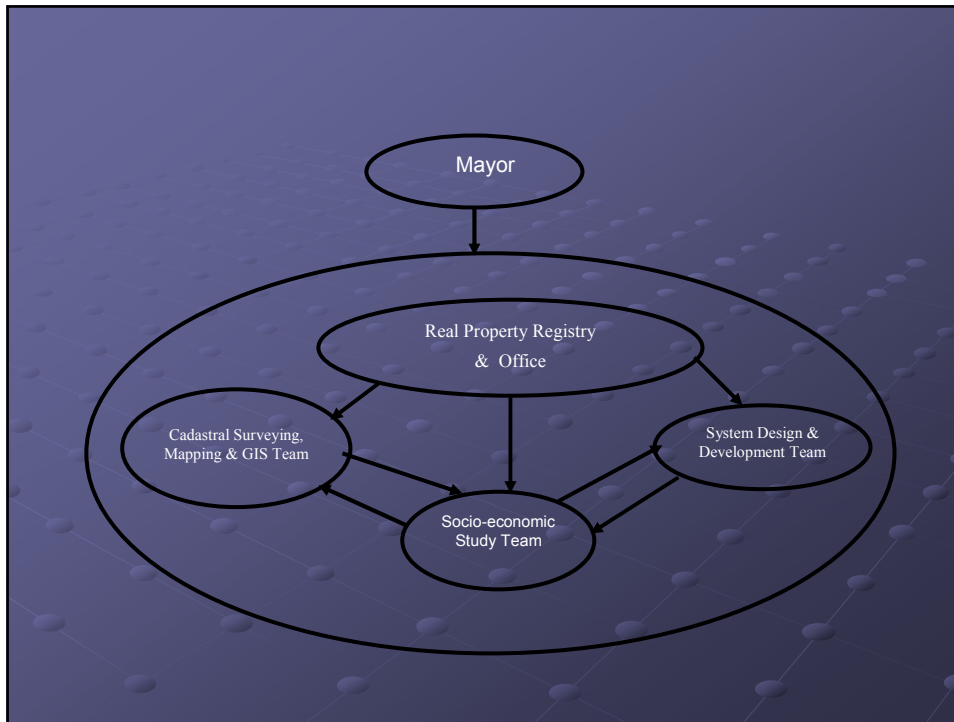 Mayor
Real Property Registry
& Office
Cadastral Surveying,
Mapping & GIS Team
System Design &
Development Team
Socio-economic
Study Team